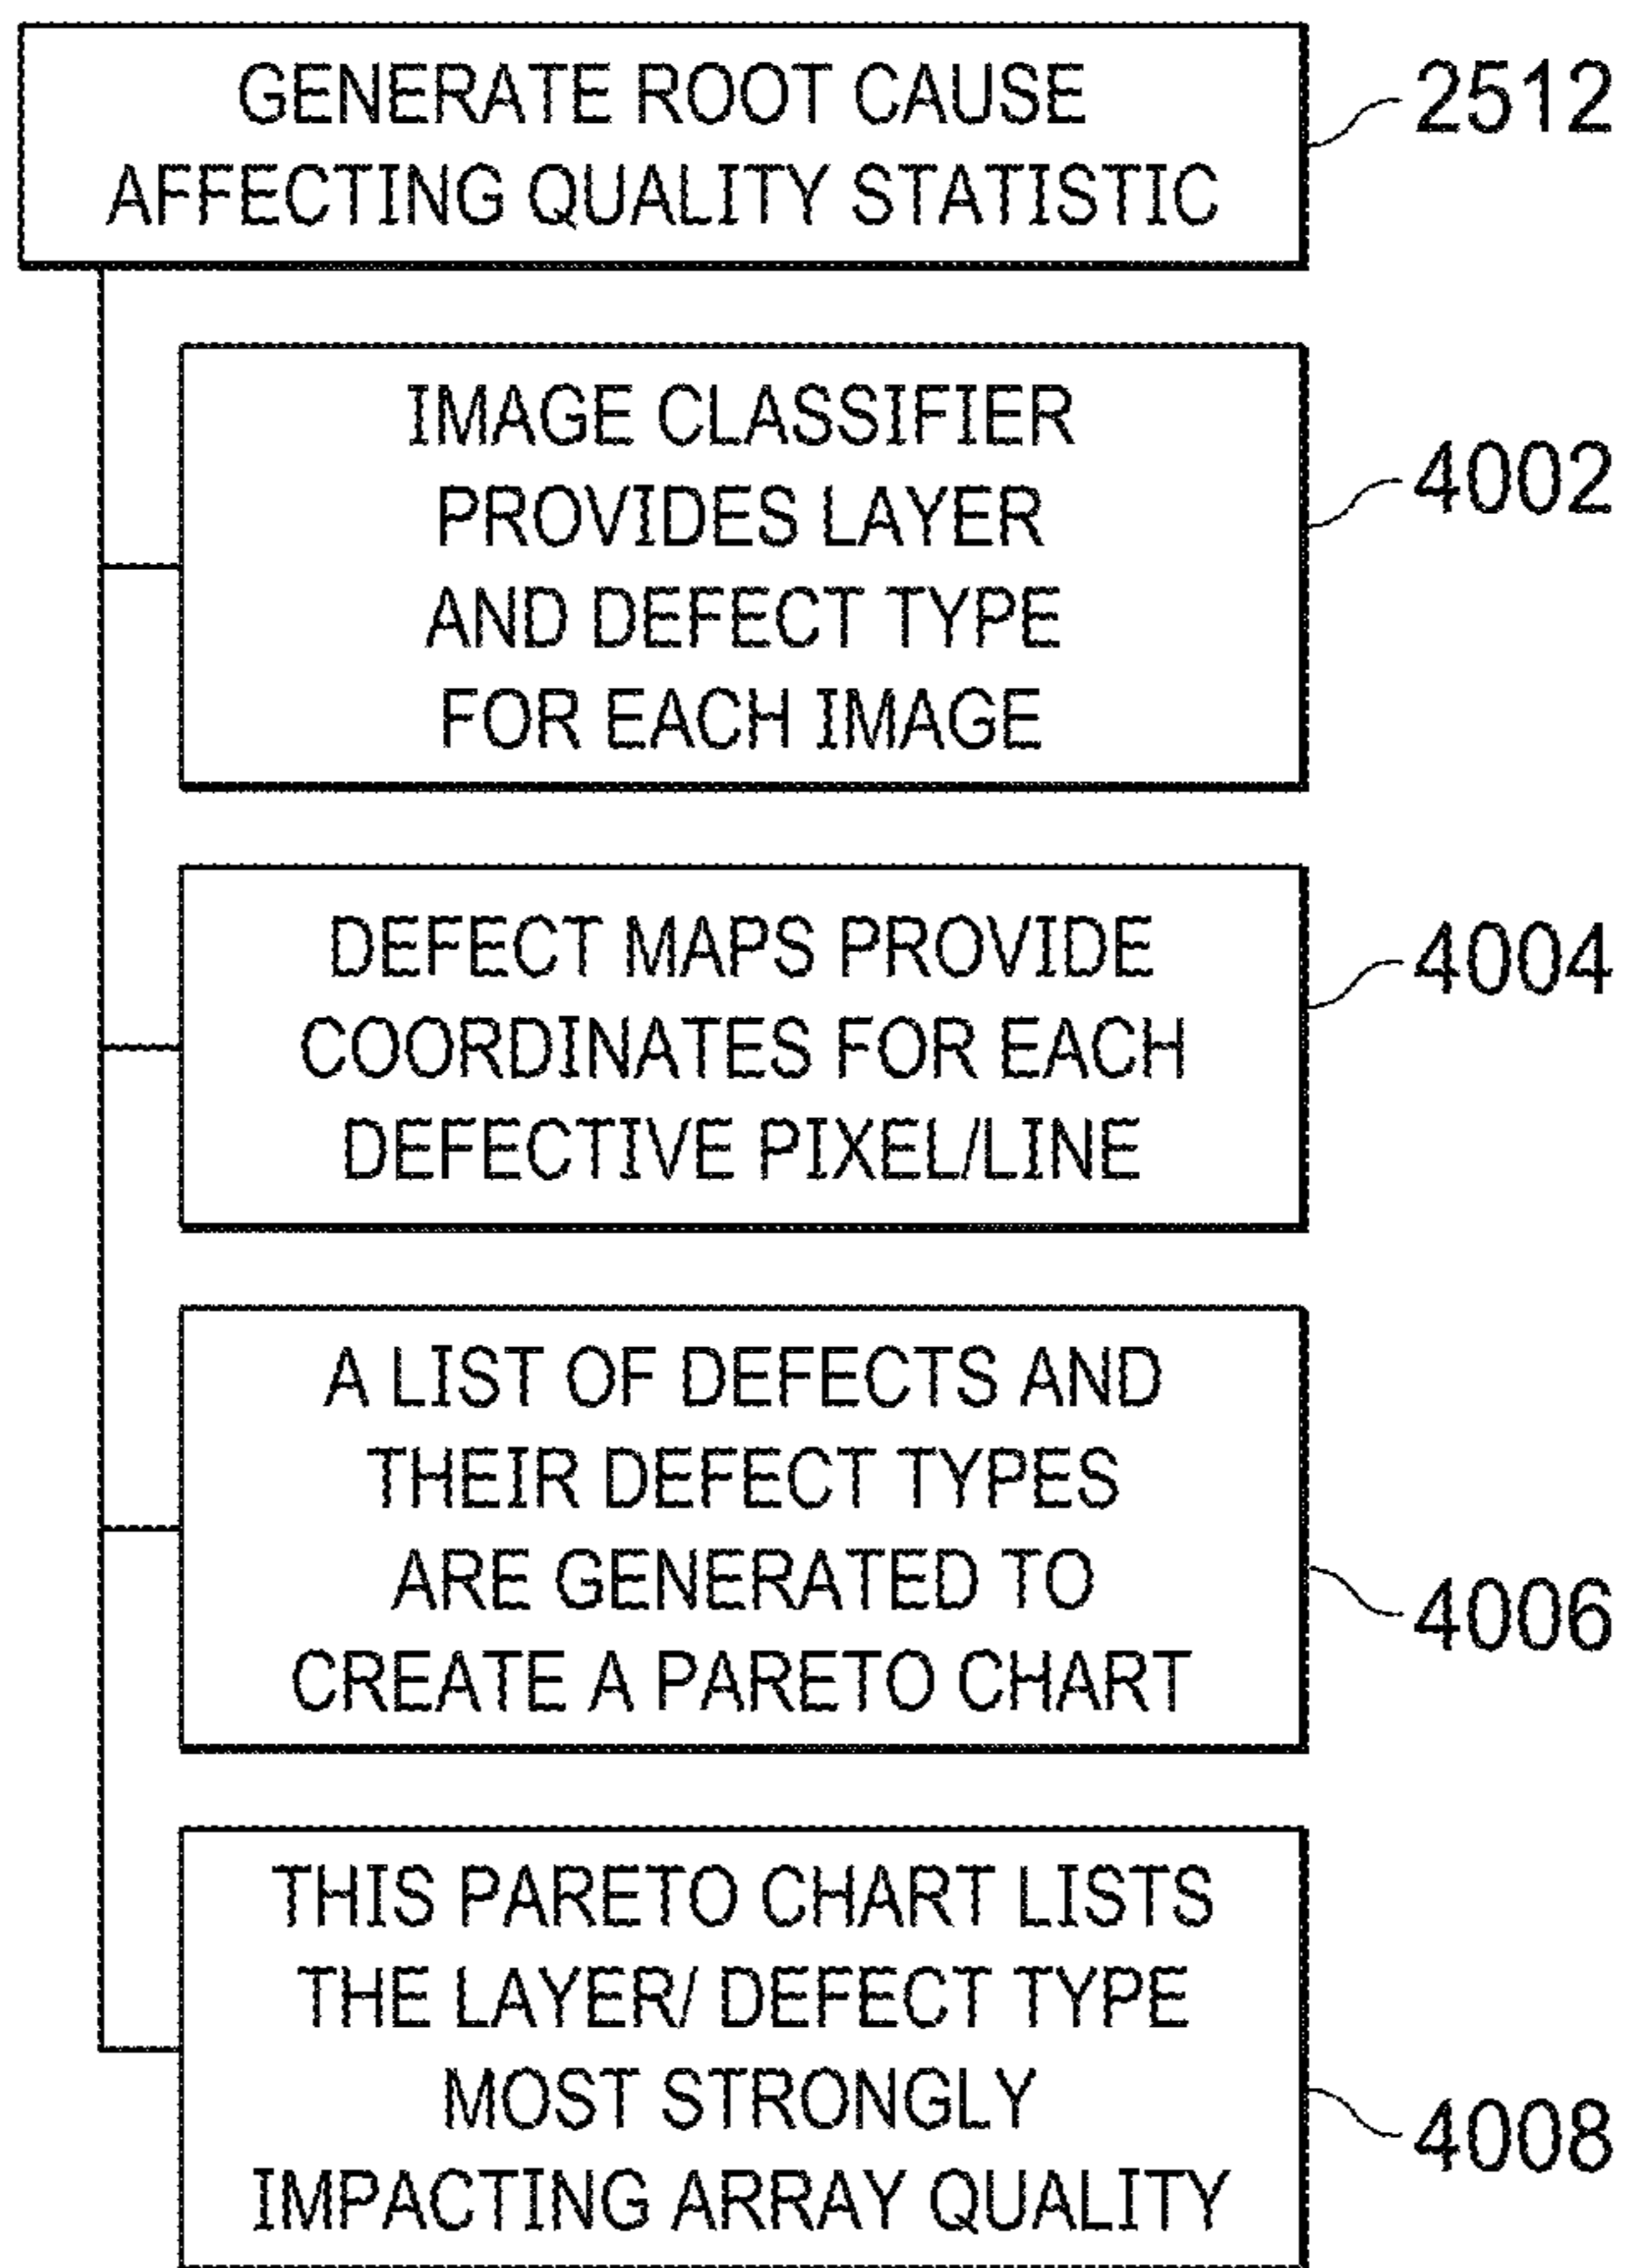 GENERATE ROOT CAUSE
AFFECTING QUALITY STATISTIC
2512
IMAGE CLASSIFIER
PROVIDES LAYER
AND DEFECT TYPE
FOR EACH IMAGE
4002
DEFECT MAPS PROVIDE
COORDINATES FOR EACH
DEFECTIVE PIXEL/LINE
4004
A LIST OF DEFECTS AND
THEIR DEFECT TYPES
ARE GENERATED TO
CREATE A PARETO CHART
4006
THIS PARETO CHART LISTS
THE LAYER/ DEFECT TYPE
MOST STRONGLY
IMPACTING ARRAY QUALITY
4008